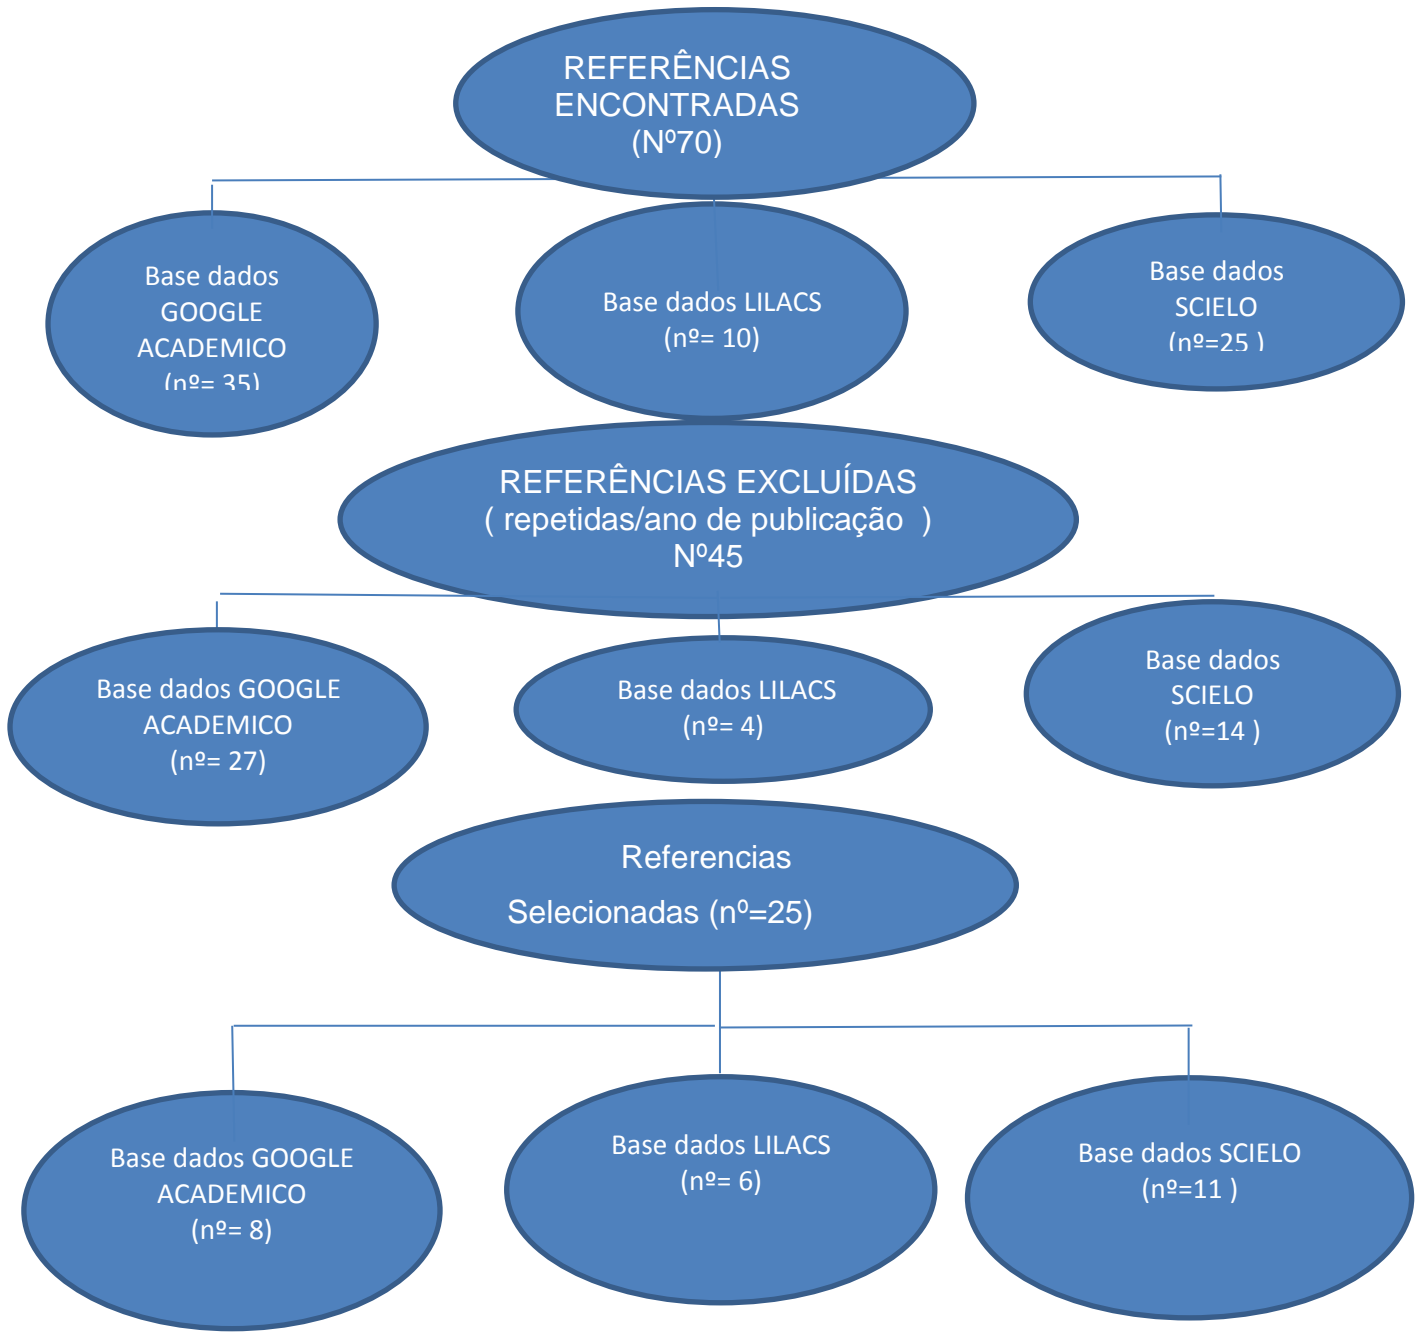 REFERÊNCIAS
ENCONTRADAS
(Nº70)
Base dados
GOOGLE
ACADEMICO
(nº= 35)
Base dados LILACS
(nº= 10)
Base dados
SCIELO
(nº=25 )
REFERÊNCIAS EXCLUÍDAS
( repetidas/ano de publicação )
Nº45
Base dados GOOGLE
ACADEMICO
(nº= 27)
Base dados LILACS
(nº= 4)
Base dados
SCIELO
(nº=14 )
Referencias
Selecionadas (nº=25)
Base dados GOOGLE
ACADEMICO
(nº= 8)
Base dados LILACS
(nº= 6)
Base dados SCIELO
(nº=11 )